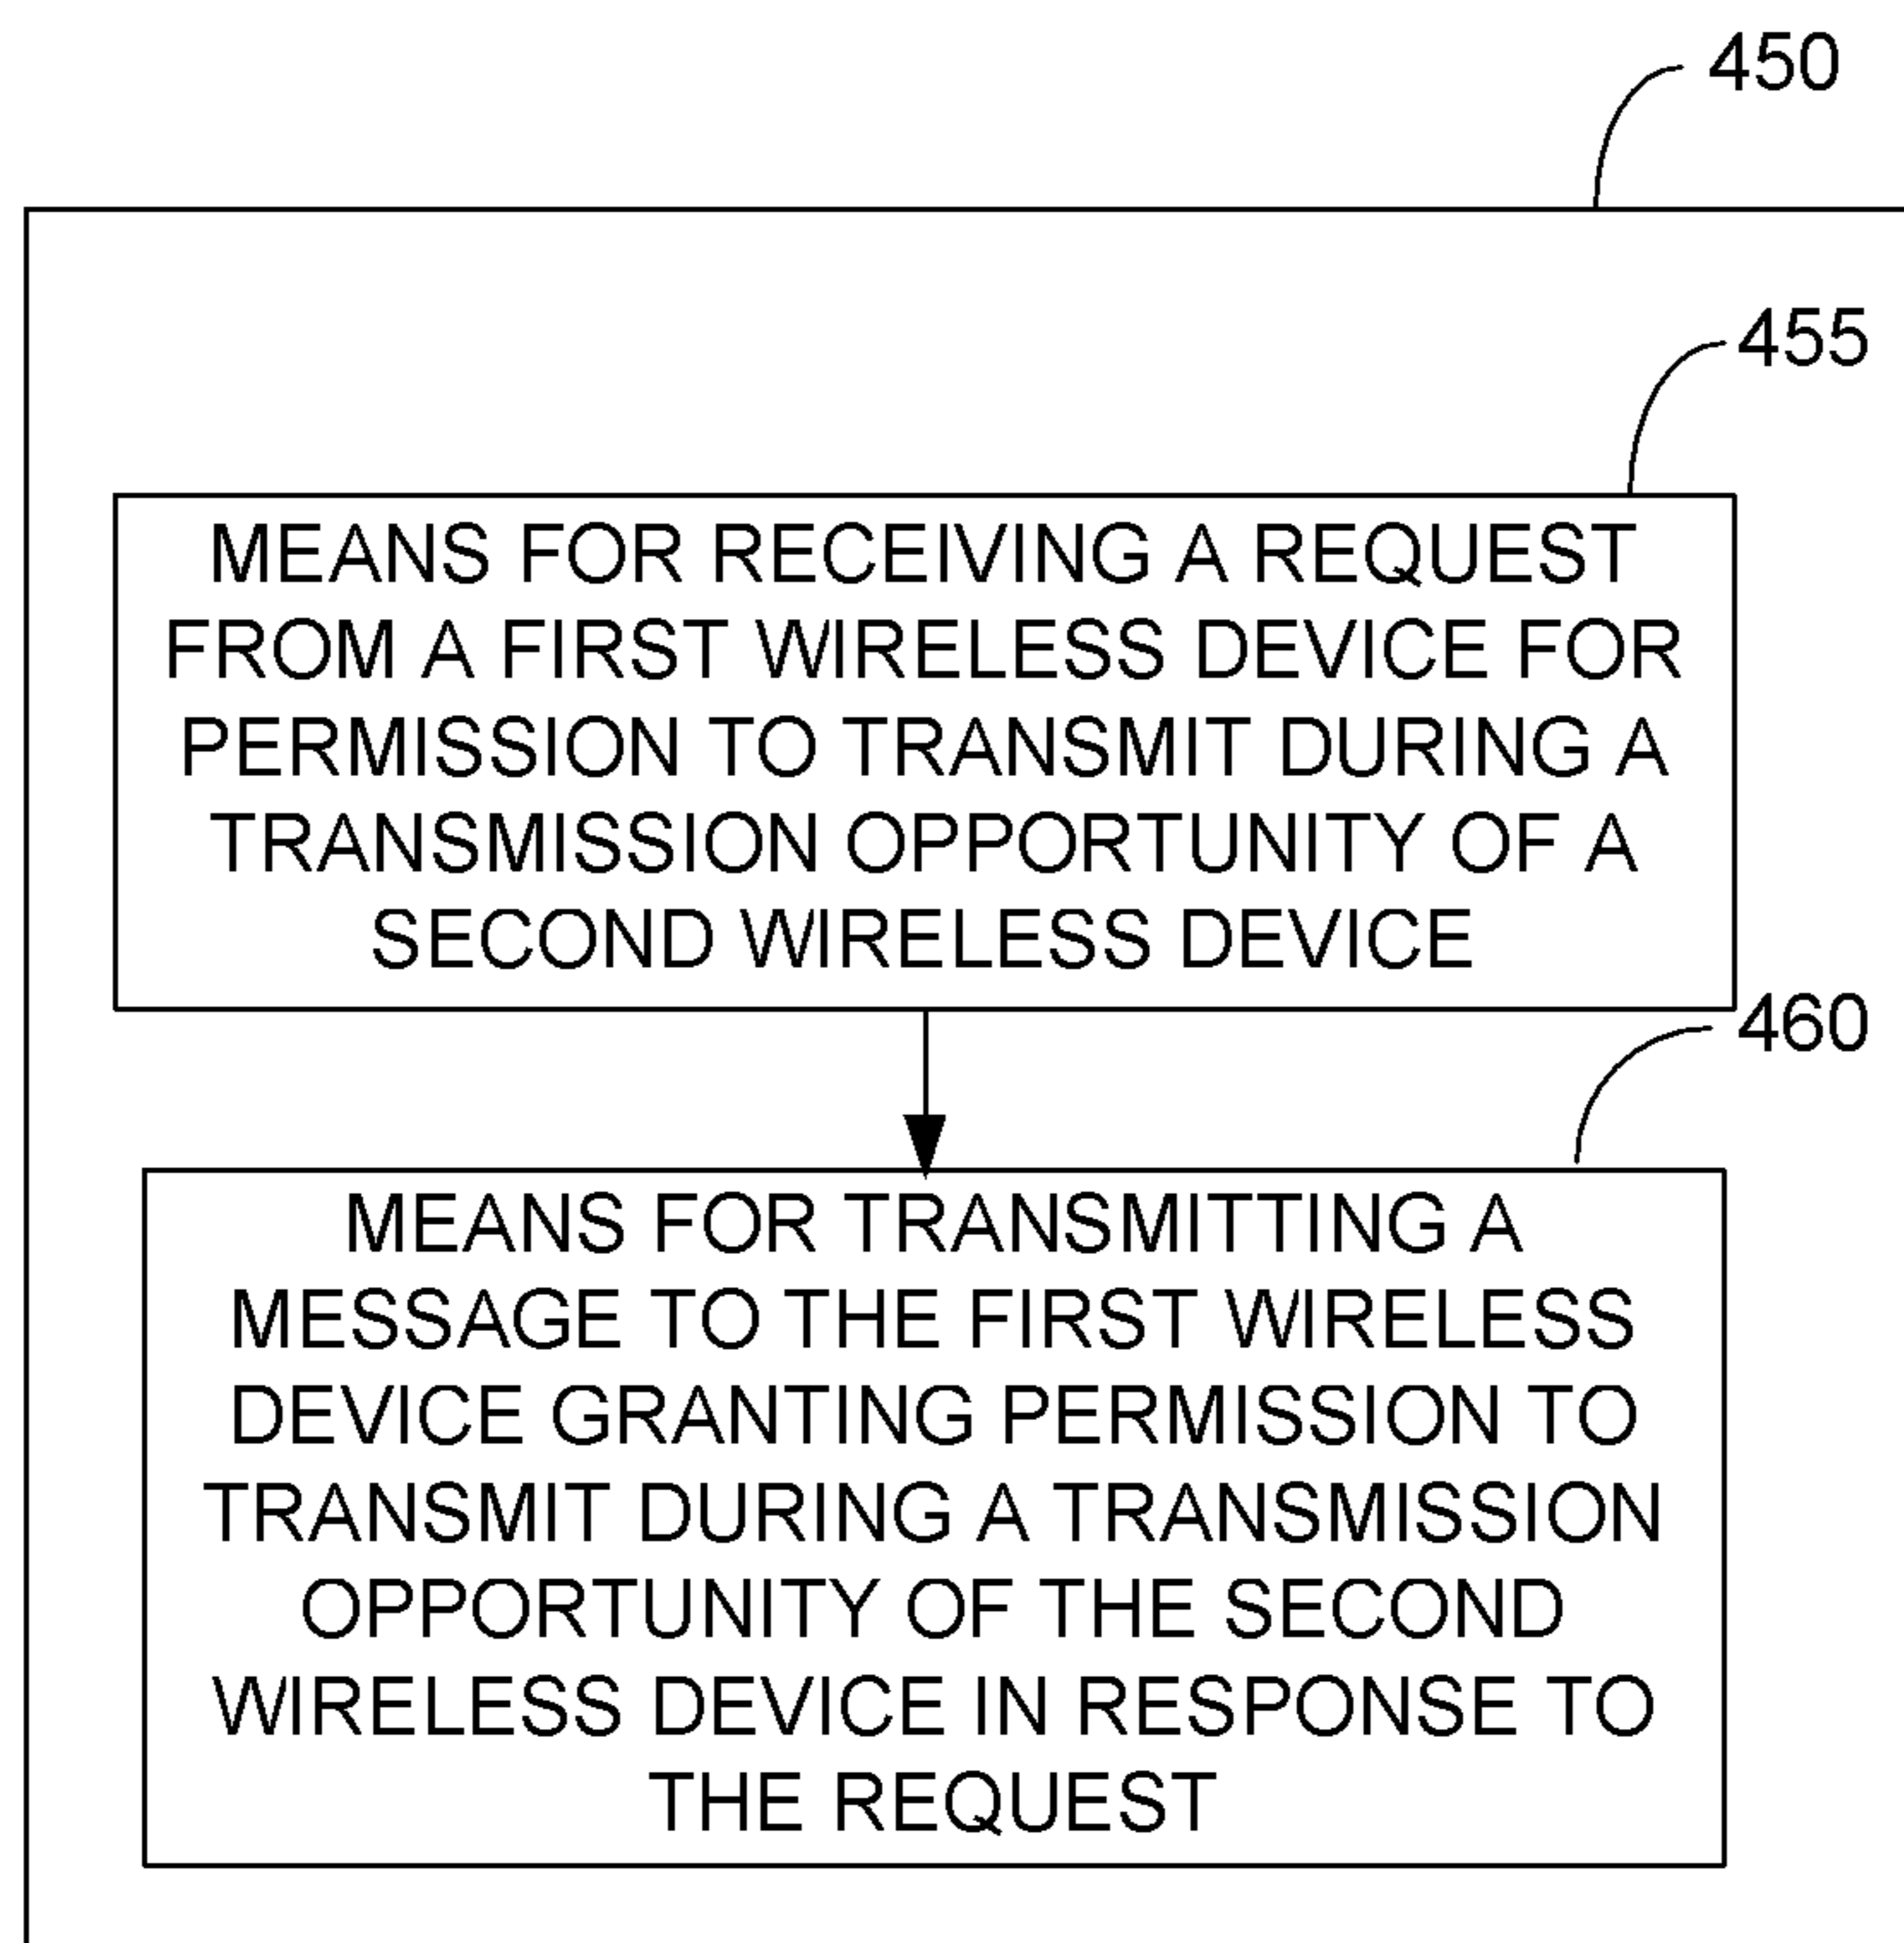 450
455
MEANS FOR RECEIVING A REQUEST
FROM A FIRST WIRELESS DEVICE FOR
PERMISSION TO TRANSMIT DURING A
TRANSMISSION OPPORTUNITY OF A
SECOND WIRELESS DEVICE
460
MEANS FOR TRANSMITTING A
MESSAGE TO THE FIRST WIRELESS
DEVICE GRANTING PERMISSION TO
TRANSMIT DURING A TRANSMISSION
OPPORTUNITY OF THE SECOND
WIRELESS DEVICE IN RESPONSE TO
THE REQUEST